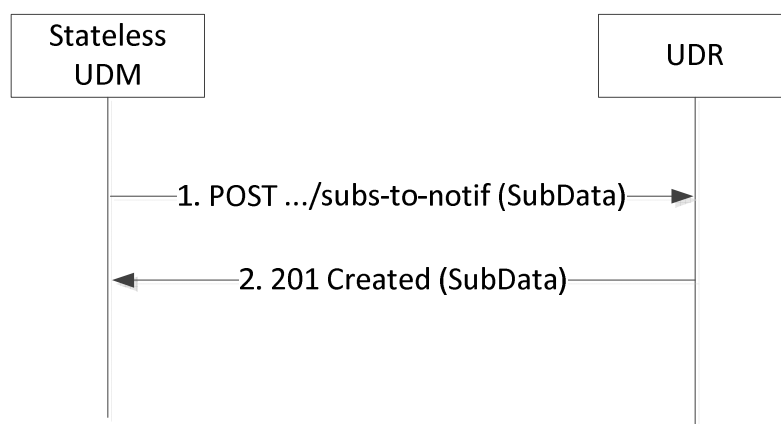 Stateless
UDM
UDR
1. POST .../subs-to-notif (SubData)
2. 201 Created (SubData)